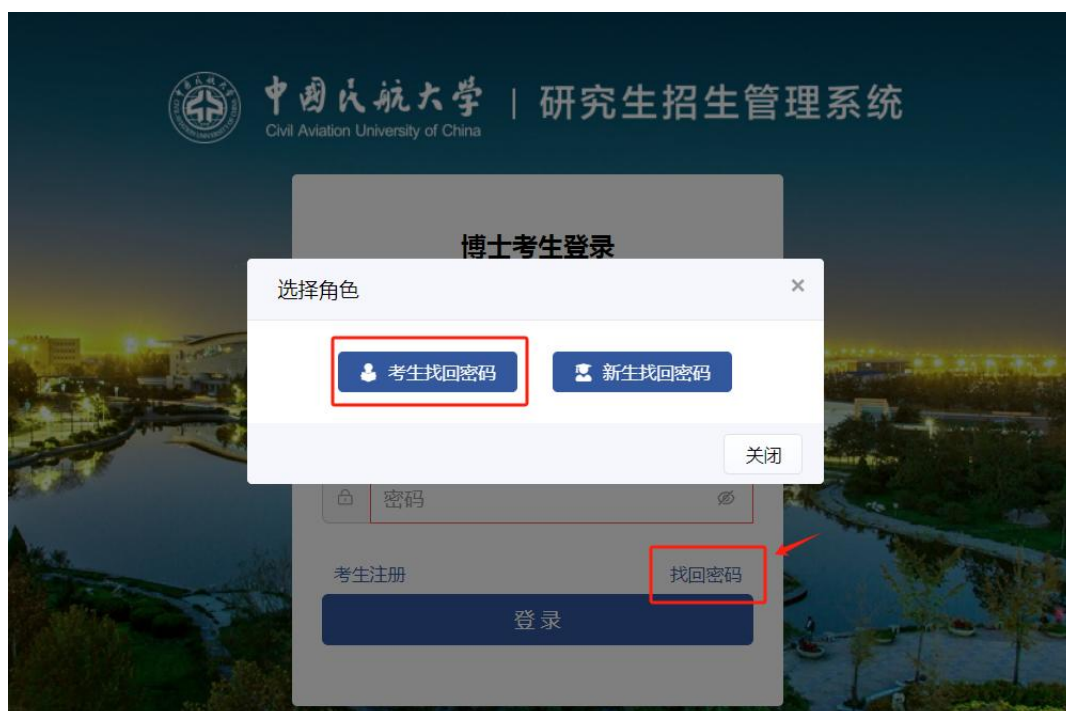 中国民航大学 | 研究生招生管理系统
Civil Aviation University of China
博士考生登录
选择角色 ×
考生找回密码 新生找回密码
关闭
密码
考生注册 找回密码
登录